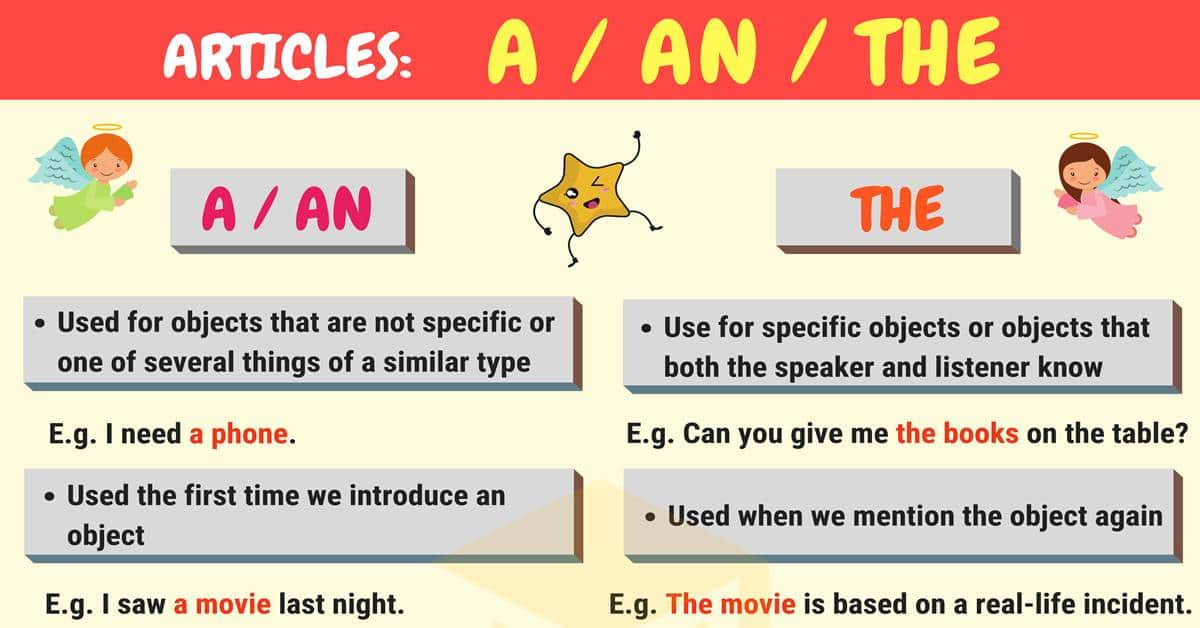 ARTICLES: A / AN / THE
A / AN
THE
• Used for objects that are not specific or
one of several things of a similar type
E.g. I need a phone.
• Used the first time we introduce an
object
E.g. I saw a movie last night.
• Use for specific objects or objects that
both the speaker and listener know
E.g. Can you give me the books on the table?
• Used when we mention the object again
E.g. The movie is based on a real-life incident.